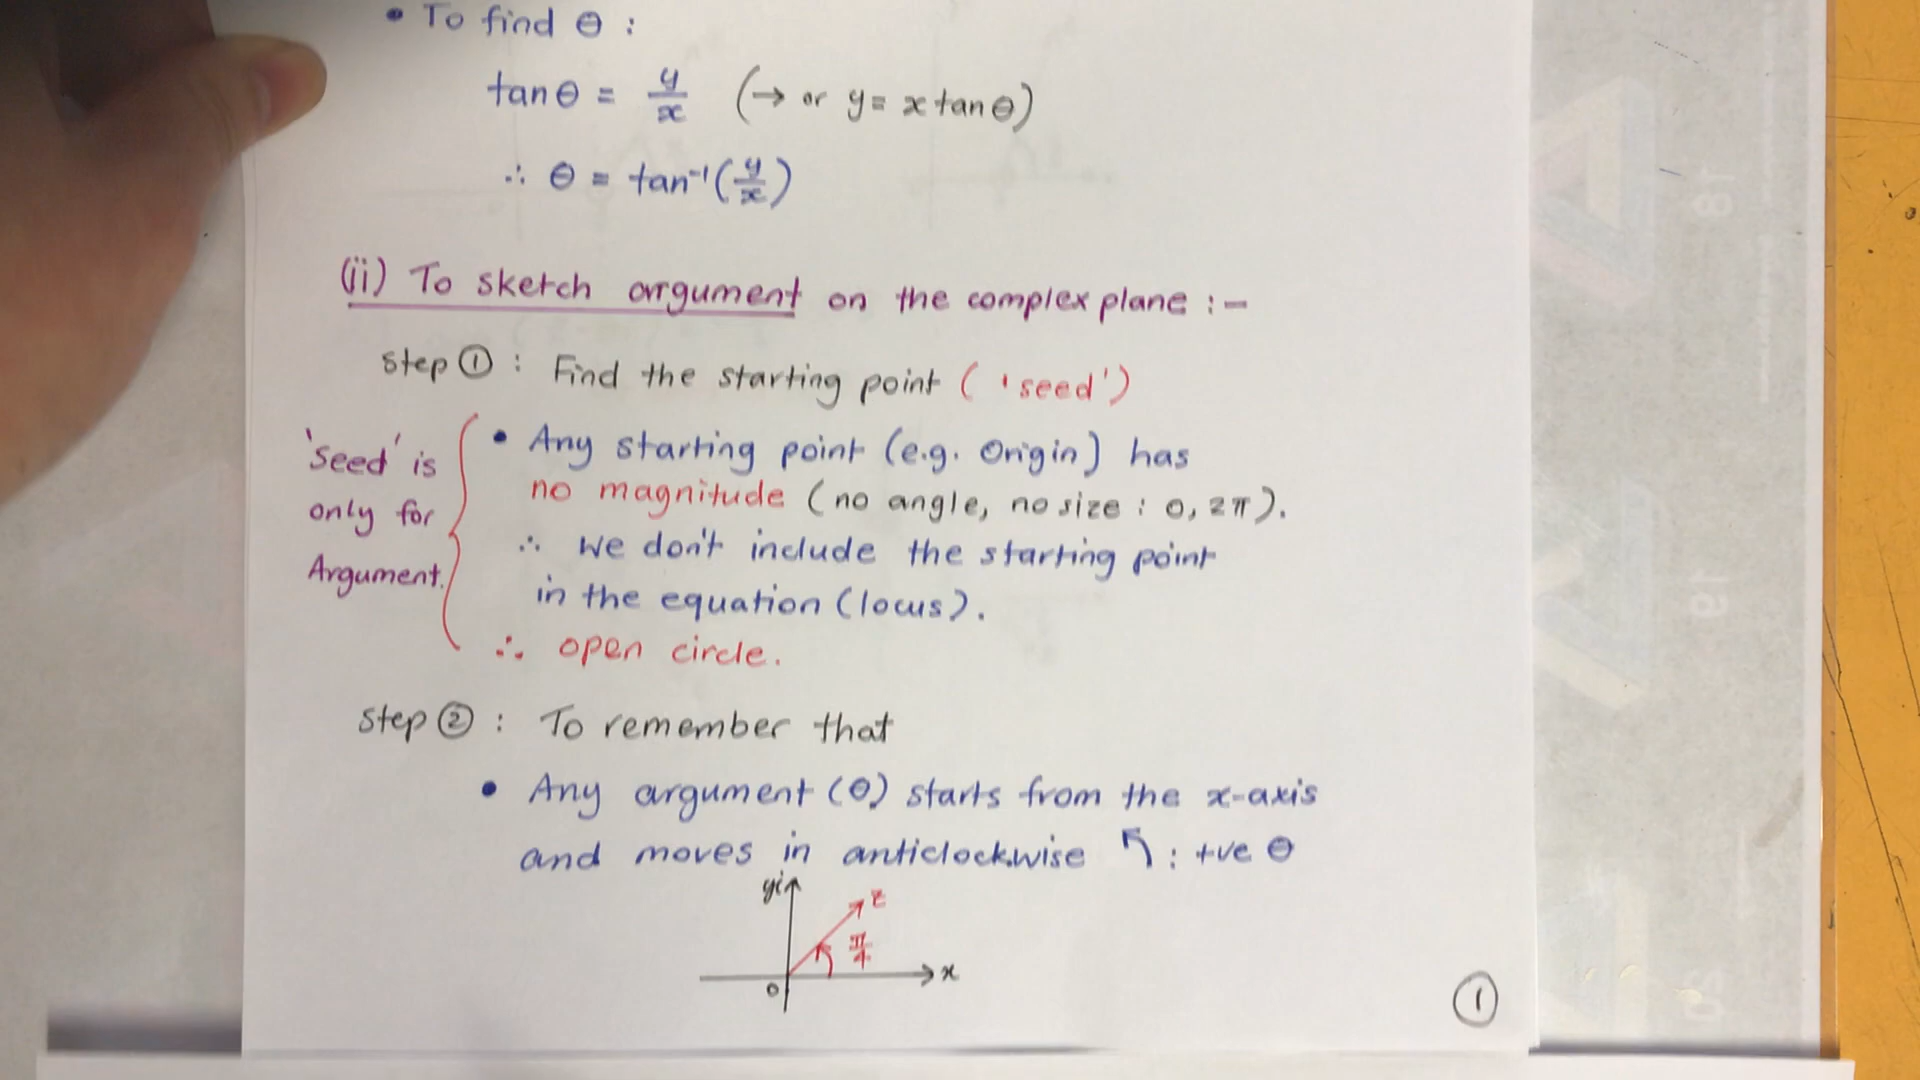 • To find θ :
tanθ = y/x (→ or y = x tanθ)
∴ θ = tan⁻¹(y/x)
(ii) To sketch argument on the complex plane :-
Step ① : Find the starting point ('seed')
'Seed' is
only for
Argument.
• Any starting point (e.g. Origin) has
no magnitude (no angle, no size : 0, 2π).
∴ We don't include the starting point
in the equation (locus).
∴ open circle.
Step ② : To remember that
• Any argument (θ) starts from the x-axis
and moves in anticlockwise ↰ : +ve θ
yi
z
π/4
x
0
①
18
19